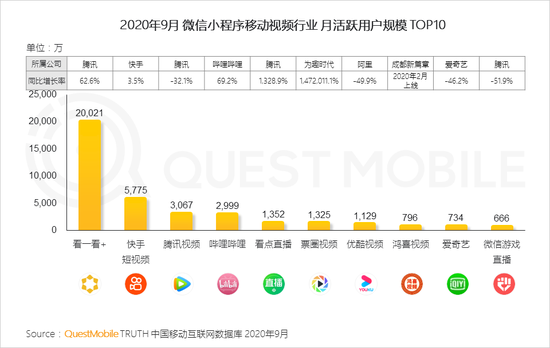 2020年9月 微信小程序移动视频行业 月活跃用户规模 TOP10
单位：万
所属公司 腾讯 快手 腾讯 哔哩哔哩 腾讯 为趣时代 阿里 成都新篇章 爱奇艺 腾讯
同比增长率 62.6% 3.5% -32.1% 69.2% 1,328.9% 1,472,011.1% -49.9% 2020年2月上线 -46.2% -51.9%
25,000
20,000
15,000
10,000
5,000
0
20,021 5,775 3,067 2,999 1,352 1,325 1,129 796 734 666
QUEST MOBILE
看一看+ 快手短视频 腾讯视频 哔哩哔哩 看点直播 票圈视频 优酷视频 鸿喜视频 爱奇艺 微信游戏直播
直播 YOUKU QIYI
Source：QuestMobile TRUTH 中国移动互联网数据库 2020年9月